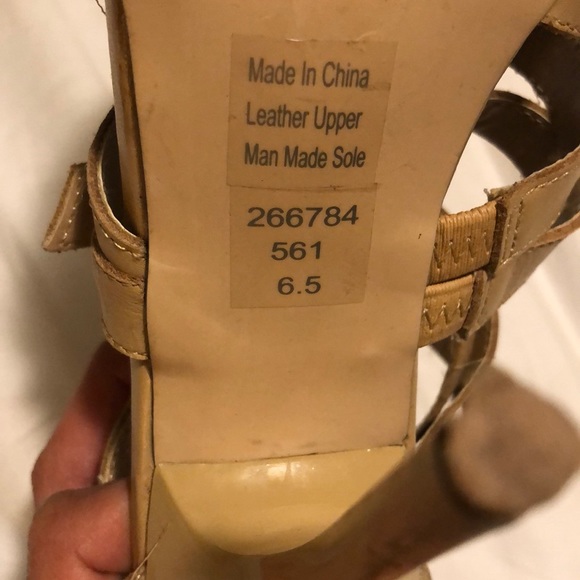 Made In China
Leather Upper
Man Made Sole
266784
561
6.5